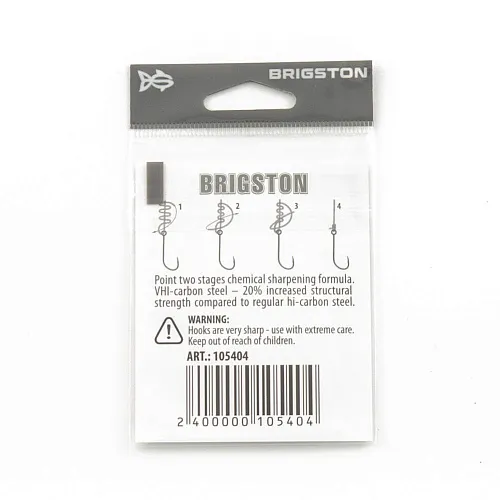 BRIGSTON
BRIGSTON
1 2 3 4
Point two stages chemical sharpening formula.
VHI-carbon steel – 20% increased structural
strength compared to regular hi-carbon steel.
WARNING:
Hooks are very sharp - use with extreme care.
Keep out of reach of children.
ART.: 105404
2 400000 105404